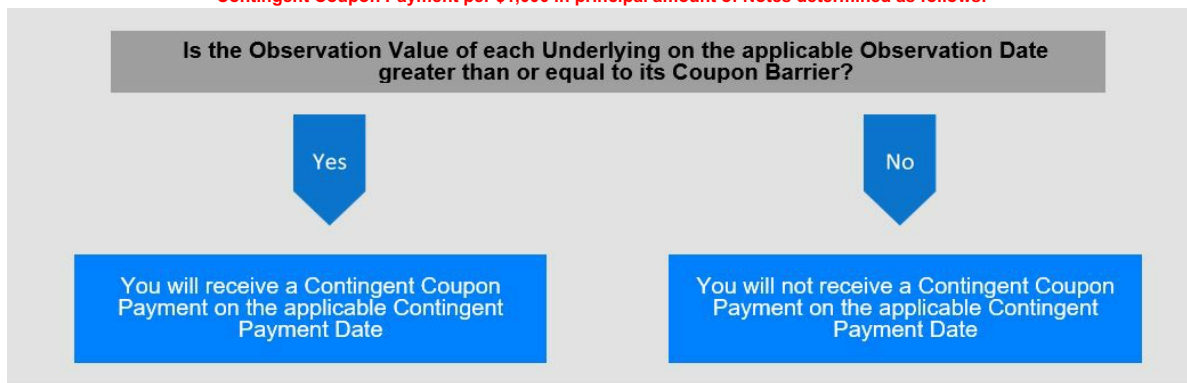 Contingent Coupon Payment per $1,000 in principal amount of Notes determined as follows:
Is the Observation Value of each Underlying on the applicable Observation Date
greater than or equal to its Coupon Barrier?
Yes
No
You will receive a Contingent Coupon
Payment on the applicable Contingent
Payment Date
You will not receive a Contingent Coupon
Payment on the applicable Contingent
Payment Date